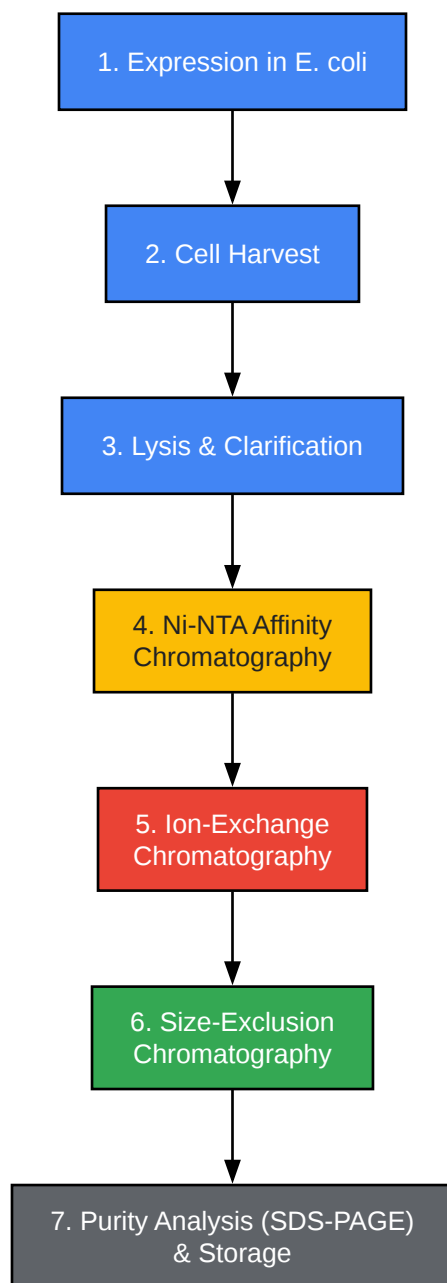 1. Expression in E. coli
2. Cell Harvest
3. Lysis & Clarification
4. Ni-NTA Affinity
Chromatography
5. Ion-Exchange
Chromatography
6. Size-Exclusion
Chromatography
7. Purity Analysis (SDS-PAGE)
& Storage